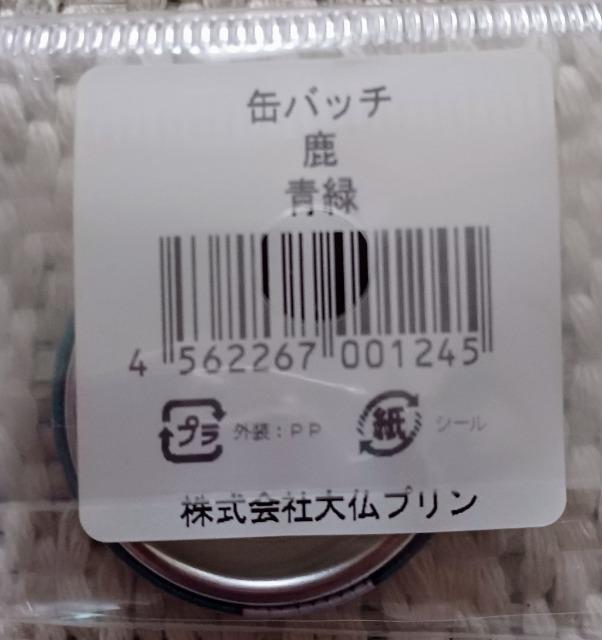 缶バッチ
鹿
青緑
4 562267 001245
プラ 外装：PP 紙 シール
株式会社大仏プリン